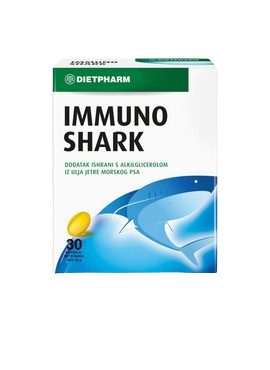 DIETPHARM
IMMUNO
SHARK
DODATAK ISHRANI S ALKILGLICEROLOM
IZ ULJA JETRE MORSKOG PSA
30